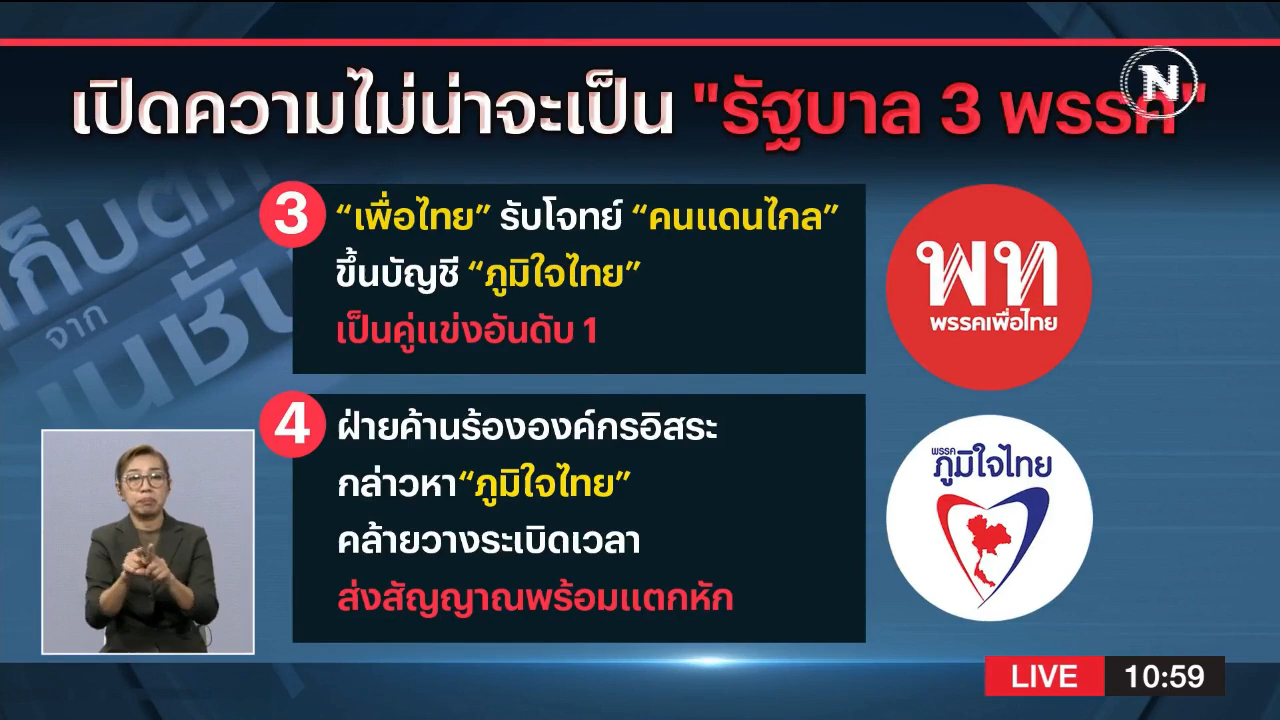 เปิดความไม่น่าจะเป็น "รัฐบาล 3 พรรค"
N
3
“เพื่อไทย” รับโจทย์ “คนแดนไกล”
ขึ้นบัญชี “ภูมิใจไทย”
เป็นคู่แข่งอันดับ 1
พท
พรรคเพื่อไทย
4
ฝ่ายค้านร้ององค์กรอิสระ
กล่าวหา“ภูมิใจไทย”
คล้ายวางระเบิดเวลา
ส่งสัญญาณพร้อมแตกหัก
พรรค
ภูมิใจไทย
จาก
LIVE 10:59